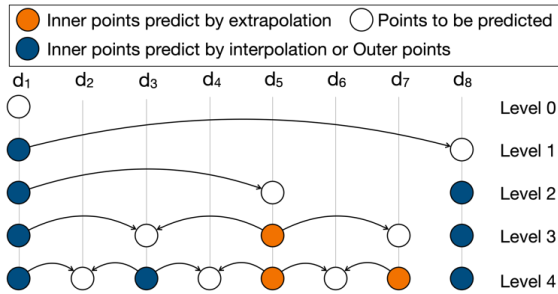 Inner points predict by extrapolation Points to be predicted
Inner points predict by interpolation or Outer points
d₁ d₂ d₃ d₄ d₅ d₆ d₇ d₈
Level 0
Level 1
Level 2
Level 3
Level 4